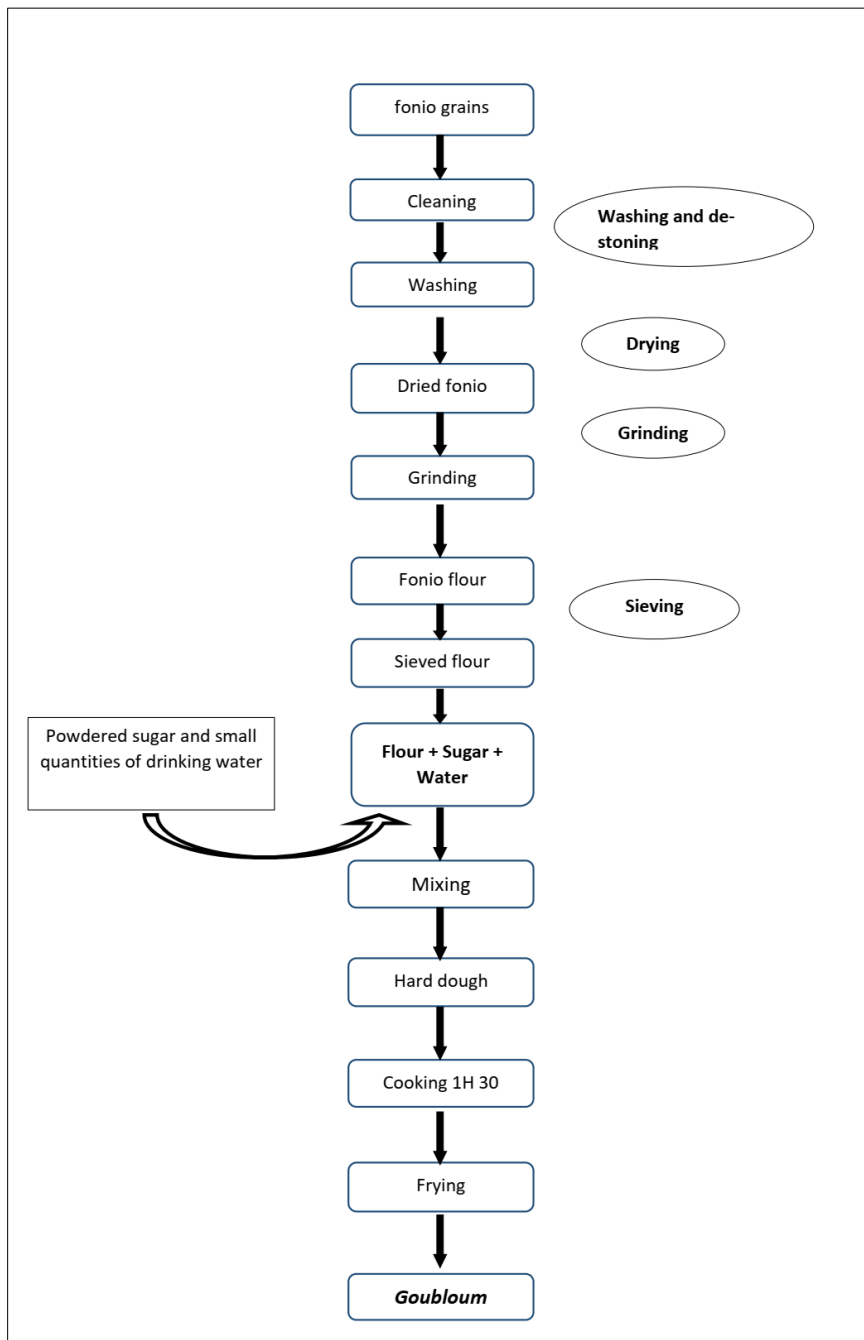 fonio grains
Cleaning
Washing and de-
stoning
Washing
Drying
Dried fonio
Grinding
Grinding
Fonio flour
Sieving
Sieved flour
Powdered sugar and small
quantities of drinking water
Flour + Sugar +
Water
Mixing
Hard dough
Cooking 1H 30
Frying
Goubloum